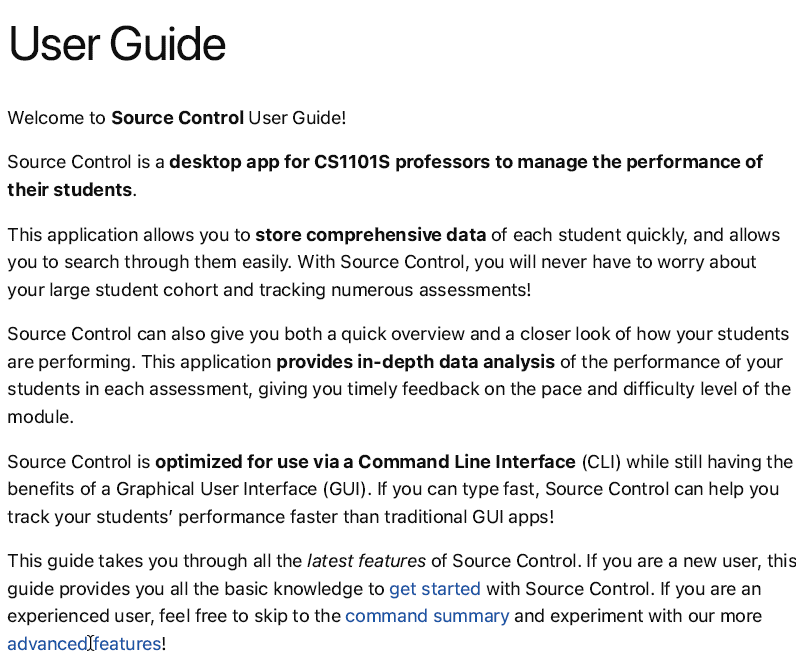 User Guide
Welcome to Source Control User Guide!
Source Control is a desktop app for CS1101S professors to manage the performance of
their students.
This application allows you to store comprehensive data of each student quickly, and allows
you to search through them easily. With Source Control, you will never have to worry about
your large student cohort and tracking numerous assessments!
Source Control can also give you both a quick overview and a closer look of how your students
are performing. This application provides in-depth data analysis of the performance of your
students in each assessment, giving you timely feedback on the pace and difficulty level of the
module.
Source Control is optimized for use via a Command Line Interface (CLI) while still having the
benefits of a Graphical User Interface (GUI). If you can type fast, Source Control can help you
track your students’ performance faster than traditional GUI apps!
This guide takes you through all the latest features of Source Control. If you are a new user, this
guide provides you all the basic knowledge to get started with Source Control. If you are an
experienced user, feel free to skip to the command summary and experiment with our more
advanced features!